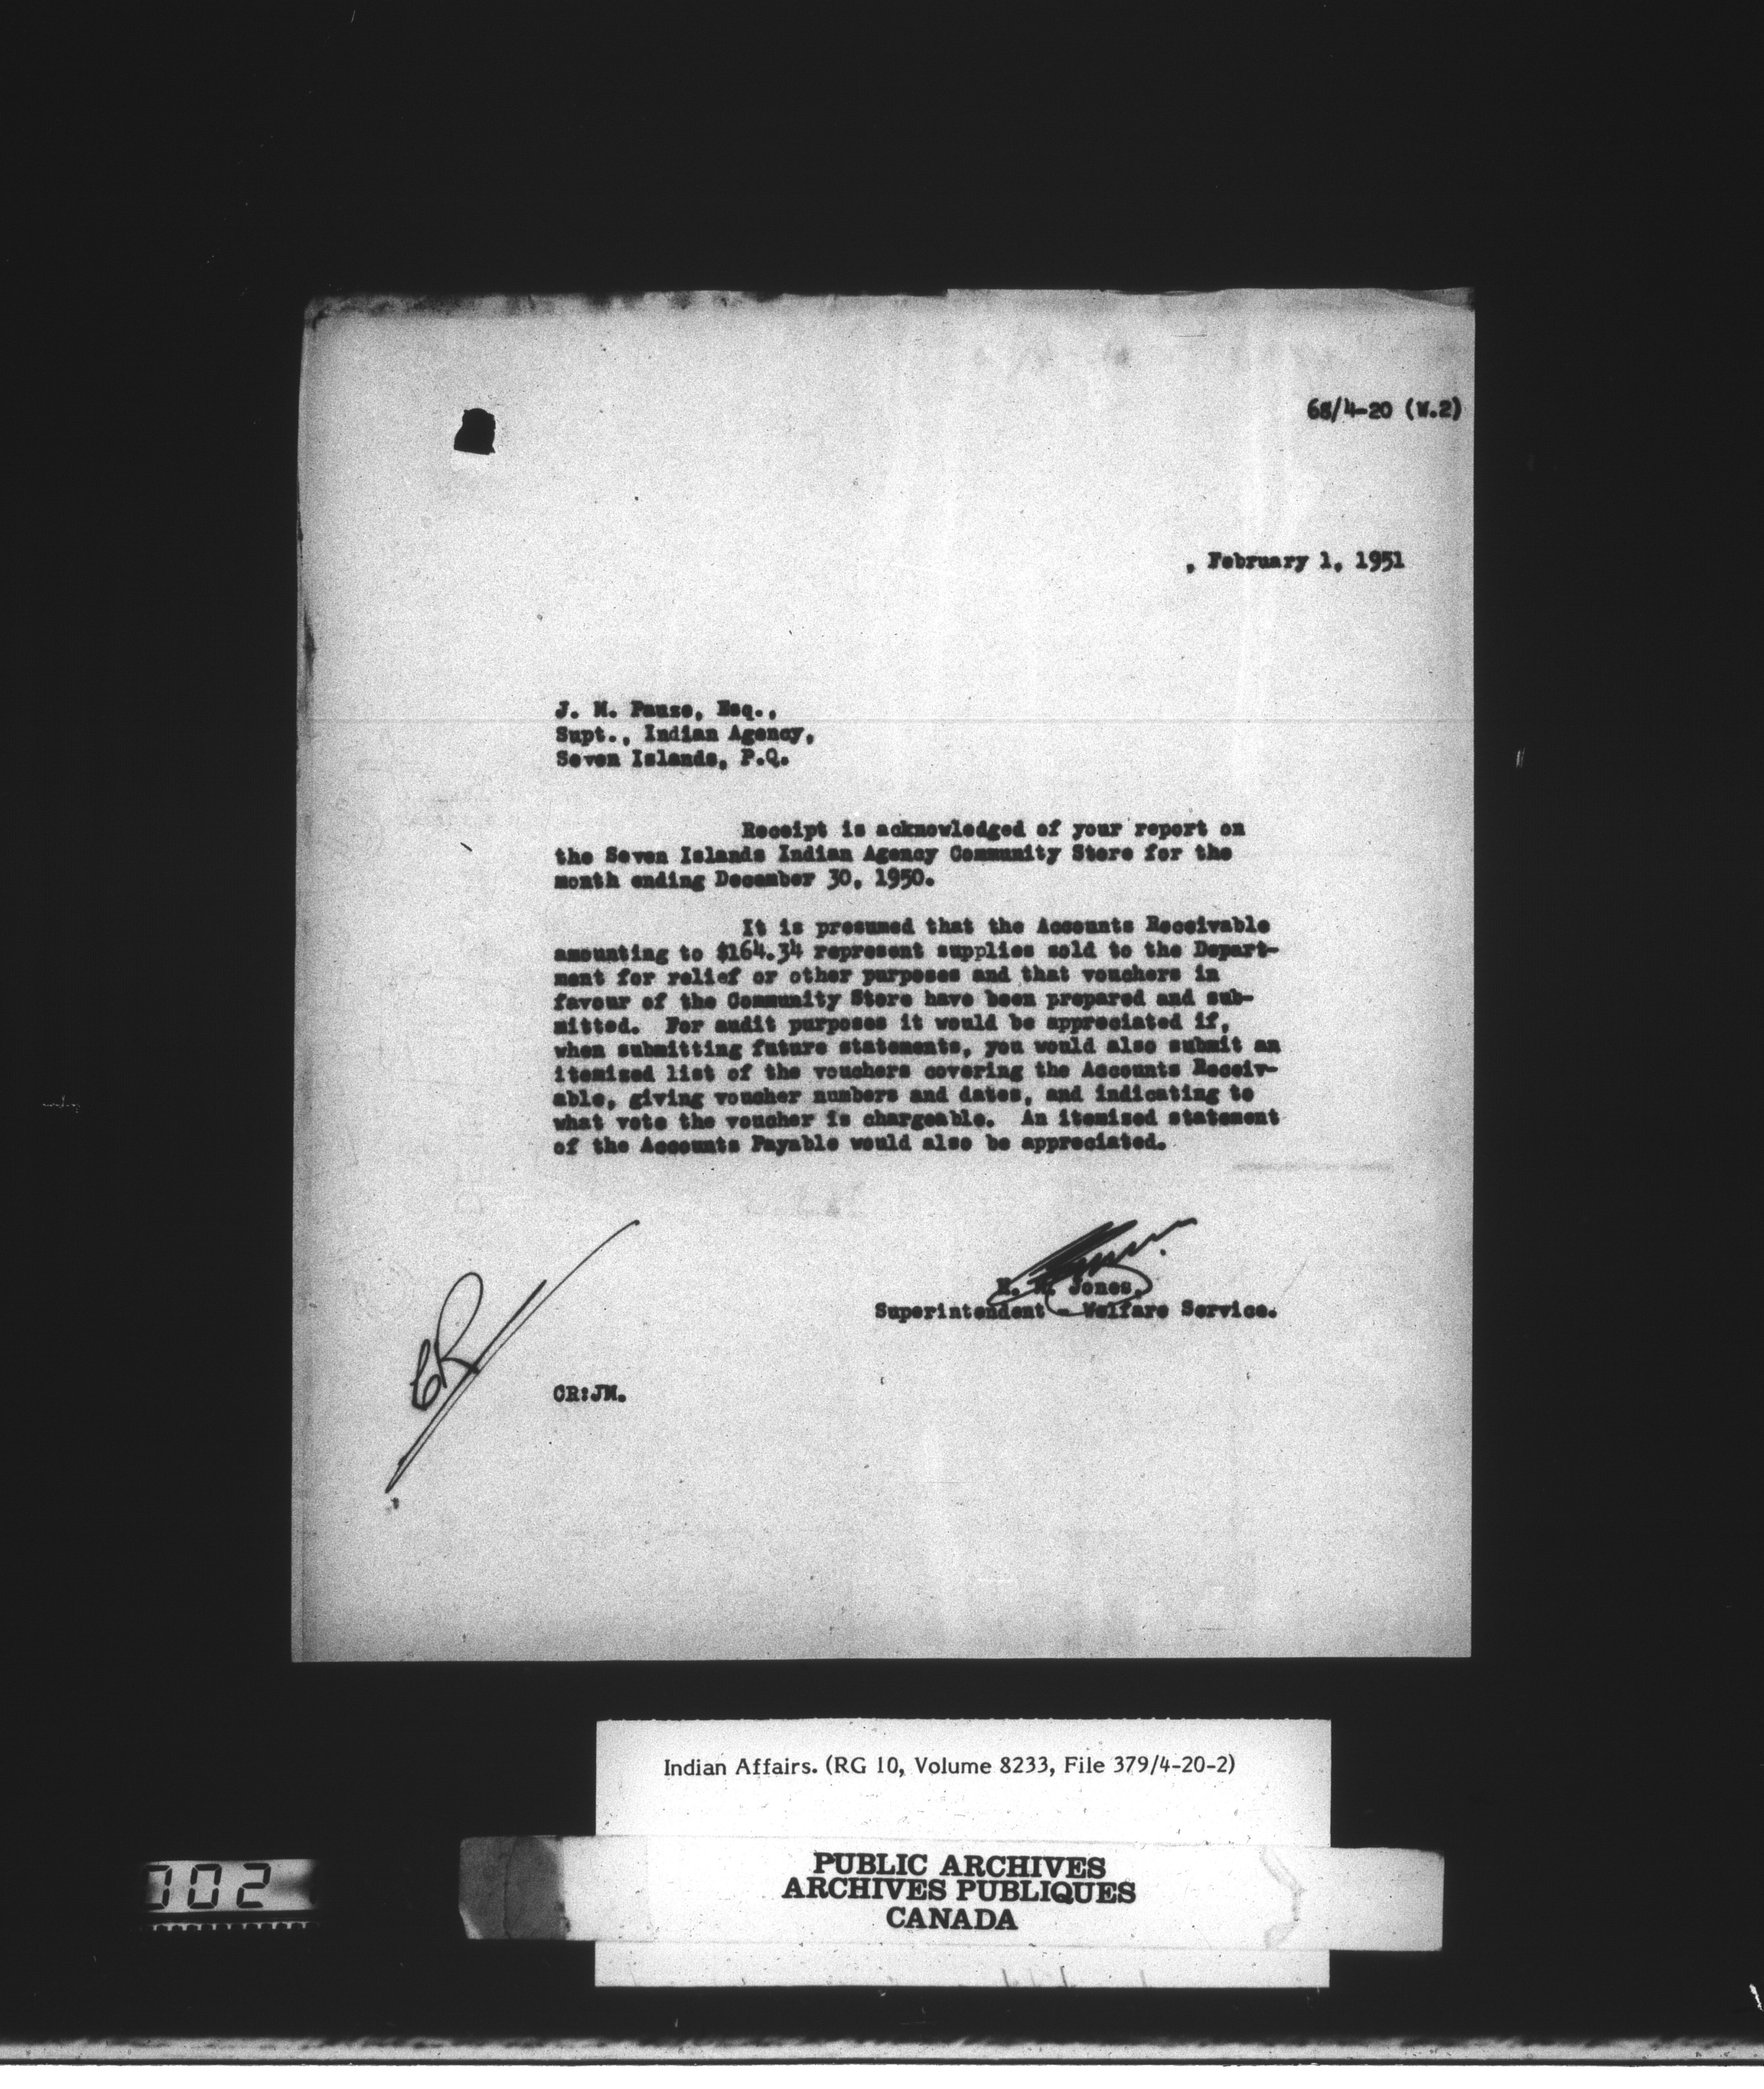 68/4-20 (W.2)
, February 1, 1951
J. M. Pauze, Esq.,
Supt., Indian Agency,
Seven Islands, P.Q.
Receipt is acknowledged of your report on
the Seven Islands Indian Agency Community Store for the
month ending December 30, 1950.
It is presumed that the Accounts Receivable
amounting to $164.34 represent supplies sold to the Depart-
ment for relief or other purposes and that vouchers in
favour of the Community Store have been prepared and sub-
mitted. For audit purposes it would be appreciated if,
when submitting future statements, you would also submit an
itemized list of the vouchers covering the Accounts Receiv-
able, giving voucher numbers and dates, and indicating to
what vote the voucher is chargeable. An itemized statement
of the Accounts Payable would also be appreciated.
Jones,
Superintendent - Welfare Service.
CR
CR:JM.
Indian Affairs. (RG 10, Volume 8233, File 379/4-20-2)
PUBLIC ARCHIVES
ARCHIVES PUBLIQUES
CANADA
002